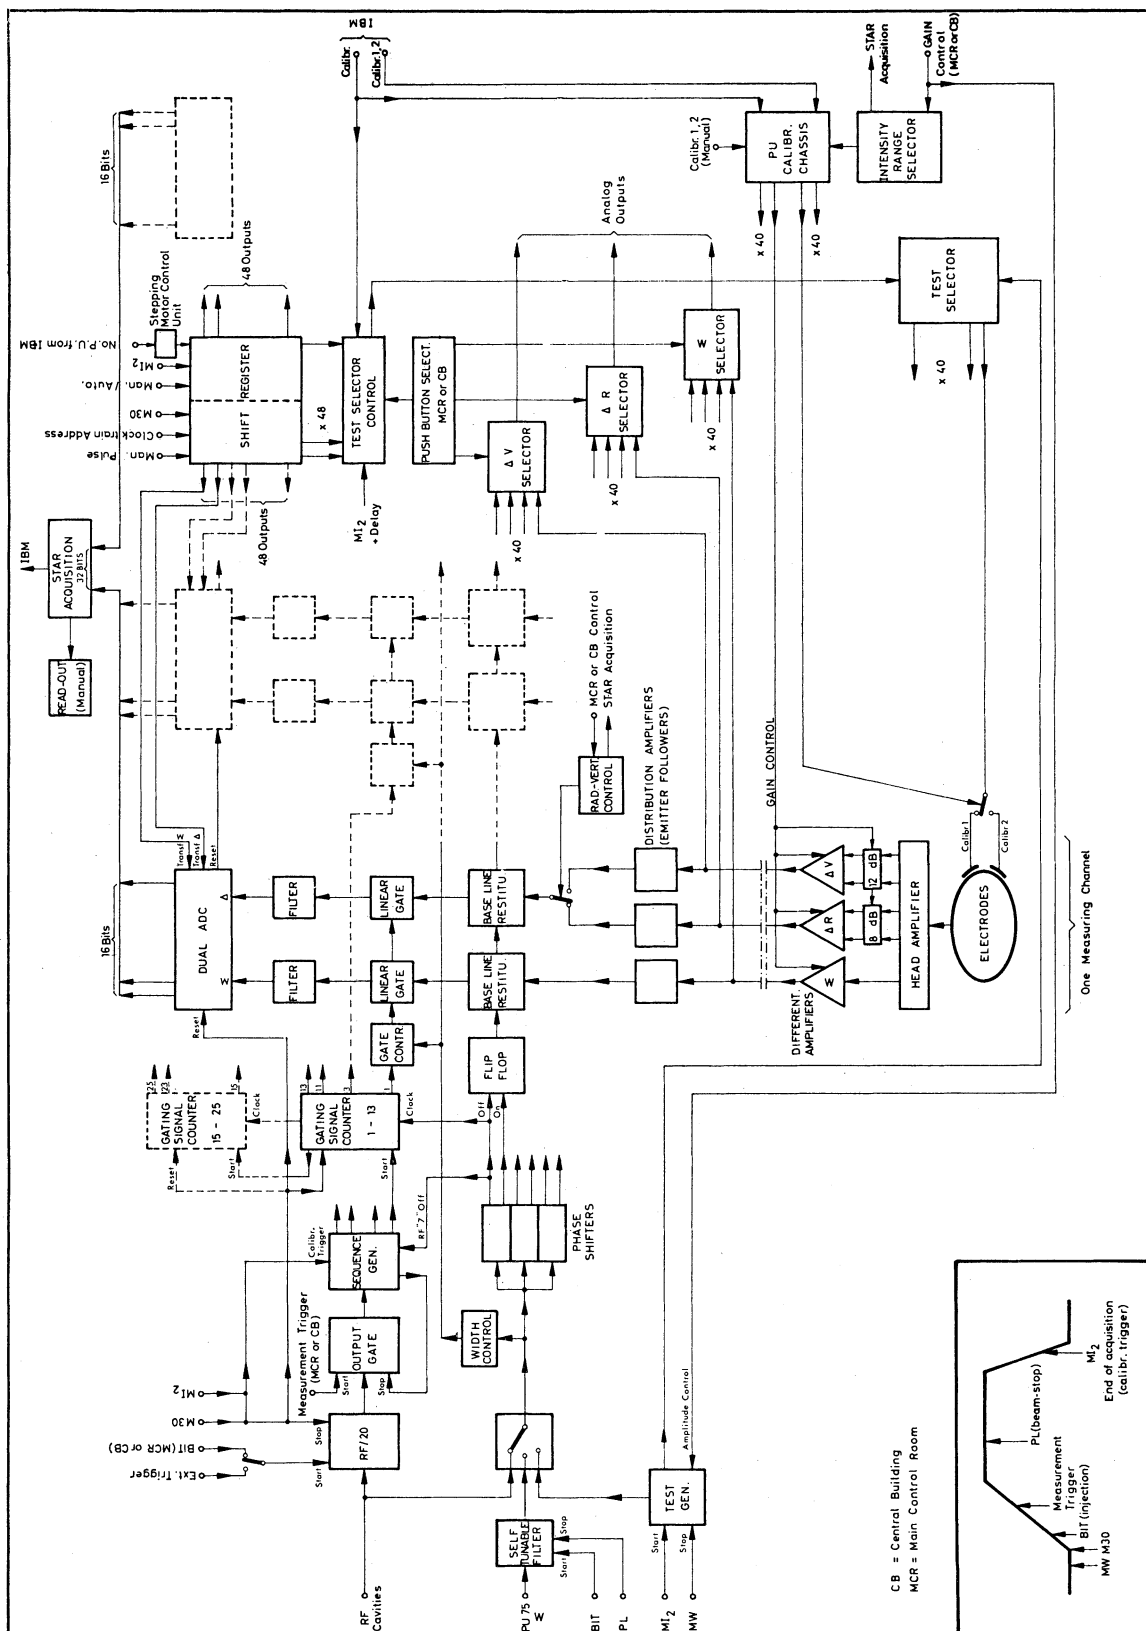 IBM
Calibr.
Calibr.1,2
STAR
Acquisition
GAIN
Control
(MCR or CB)
16 Bits
48 Outputs
Calibr. 1, 2
(Manual)
PU
CALIBR.
CHASSIS
INTENSITY
RANGE
SELECTOR
Stepping
Motor Control
Unit
No.P.U. from IBM
MI2
Man./Auto.
M30
Clock train Address
Man. Pulse
SHIFT
REGISTER
x 48
TEST SELECTOR
CONTROL
MI2
+ Delay
PUSH BUTTON SELECT.
MCR or CB
Analog
Outputs
x 40
x 40
TEST
SELECTOR
x 40
Σ
SELECTOR
x 40
Δ R
SELECTOR
x 40
Δ V
SELECTOR
x 40
48 Outputs
IBM
STAR
ACQUISITION
32 BITS
READ-OUT
(Manual)
MCR or CB Control
STAR Acquisition
RAD-VERT.
CONTROL
DISTRIBUTION AMPLIFIERS
(EMITTER FOLLOWERS)
GAIN CONTROL
Calibr.1
Calibr.2
16 Bits
Transf Σ
Transf Δ
Reset
DUAL ADC
Σ
Δ
Reset
FILTER
FILTER
LINEAR
GATE
LINEAR
GATE
GATE
CONTR.
BASE LINE
RESTITU.
BASE LINE
RESTITU.
FLIP
FLOP
Off
On
Δ V
Δ R
Σ
12 dB
8 dB
DIFFERENT.
AMPLIFIERS
HEAD AMPLIFIER
ELECTRODES
One Measuring Channel
25
23
15
GATING
SIGNAL
COUNTER
15 - 25
Clock
Reset
Start
13
11
3
1
GATING
SIGNAL
COUNTER
1 - 13
Clock
Start
Calibr.
Trigger
SEQUENCE
GEN.
RF "7" Off
PHASE
SHIFTERS
Measurement Trigger
(MCR or CB)
OUTPUT
GATE
Start
Stop
WIDTH
CONTROL
MI2
M30
BIT (MCR or CB)
Ext. Trigger
RF/20
Stop
Start
SELF
TUNABLE
FILTER
Start
Stop
TEST
GEN.
Start
Stop
Amplitude Control
RF
Cavities
PU 75
Σ
BIT
PL
MI2
MW
CB = Central Building
MCR = Main Control Room
MW M30
BIT (injection)
Measurement
Trigger
PL (beam-stop)
MI2
End of acquisition
(calibr. trigger)